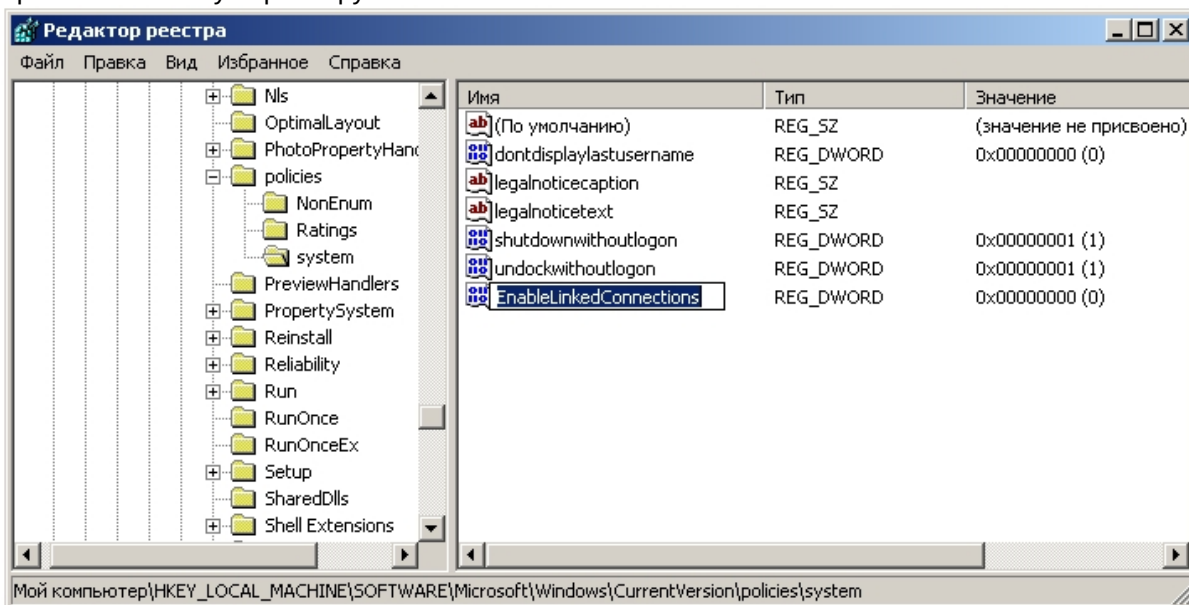 Редактор реестра
Файл Правка Вид Избранное Справка
Nls
OptimalLayout
PhotoPropertyHand
policies
NonEnum
Ratings
system
PreviewHandlers
PropertySystem
Reinstall
Reliability
Run
RunOnce
RunOnceEx
Setup
SharedDlls
Shell Extensions
Имя Тип Значение
(По умолчанию) REG_SZ (значение не присвоено)
dontdisplaylastusername REG_DWORD 0x00000000 (0)
legalnoticecaption REG_SZ
legalnoticetext REG_SZ
shutdownwithoutlogon REG_DWORD 0x00000001 (1)
undockwithoutlogon REG_DWORD 0x00000001 (1)
EnableLinkedConnections REG_DWORD 0x00000000 (0)
Мой компьютер\HKEY_LOCAL_MACHINE\SOFTWARE\Microsoft\Windows\CurrentVersion\policies\system